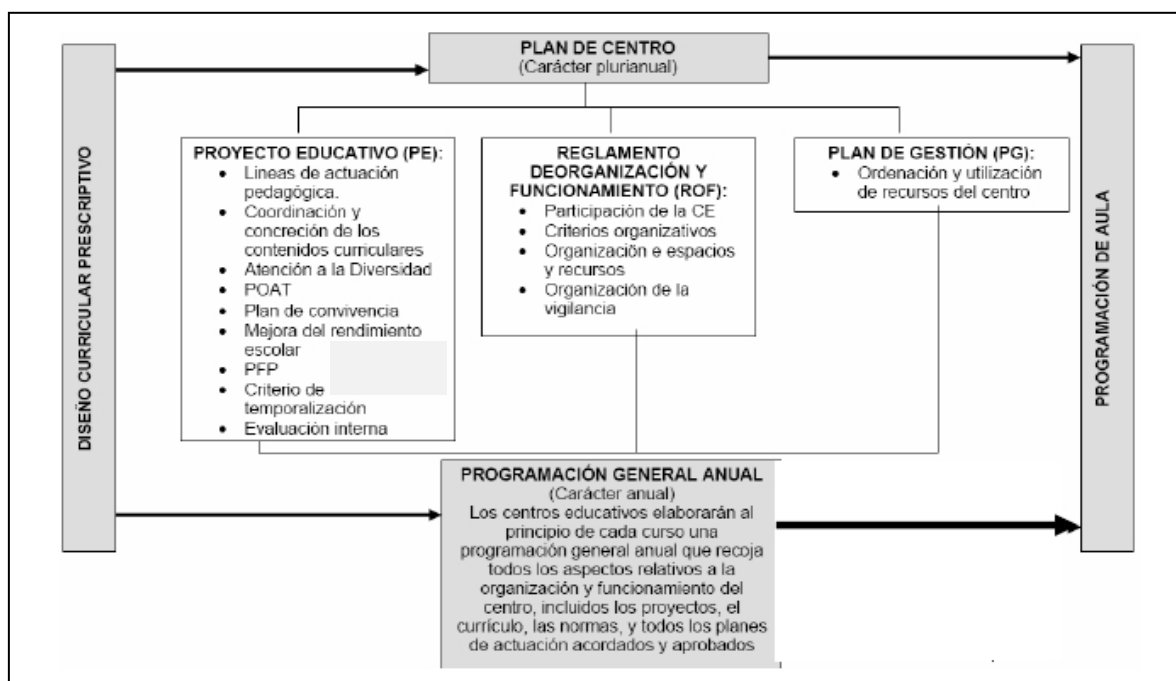 DISEÑO CURRICULAR PRESCRIPTIVO
PLAN DE CENTRO
(Carácter plurianual)
PROYECTO EDUCATIVO (PE):
• Lineas de actuación
pedagógica.
• Coordinación y
concreción de los
contenidos curriculares
• Atención a la Diversidad
• POAT
• Plan de convivencia
• Mejora del rendimiento
escolar
• PFP
• Criterio de
temporalización
• Evaluación interna
REGLAMENTO
DEORGANIZACIÓN Y
FUNCIONAMIENTO (ROF):
• Participación de la CE
• Criterios organizativos
• Organizaciõn e espacios
y recursos
• Organización de la
vigilancia
PLAN DE GESTIÓN (PG):
• Ordenación y utilización
de recursos del centro
PROGRAMACIÓN GENERAL ANUAL
(Carácter anual)
Los centros educativos elaborarán al
principio de cada curso una
programación general anual que recoja
todos los aspectos relativos a la
organización y funcionamiento del
centro, incluidos los proyectos, el
currículo, las normas, y todos los planes
de actuación acordados y aprobados
PROGRAMACIÓN DE AULA